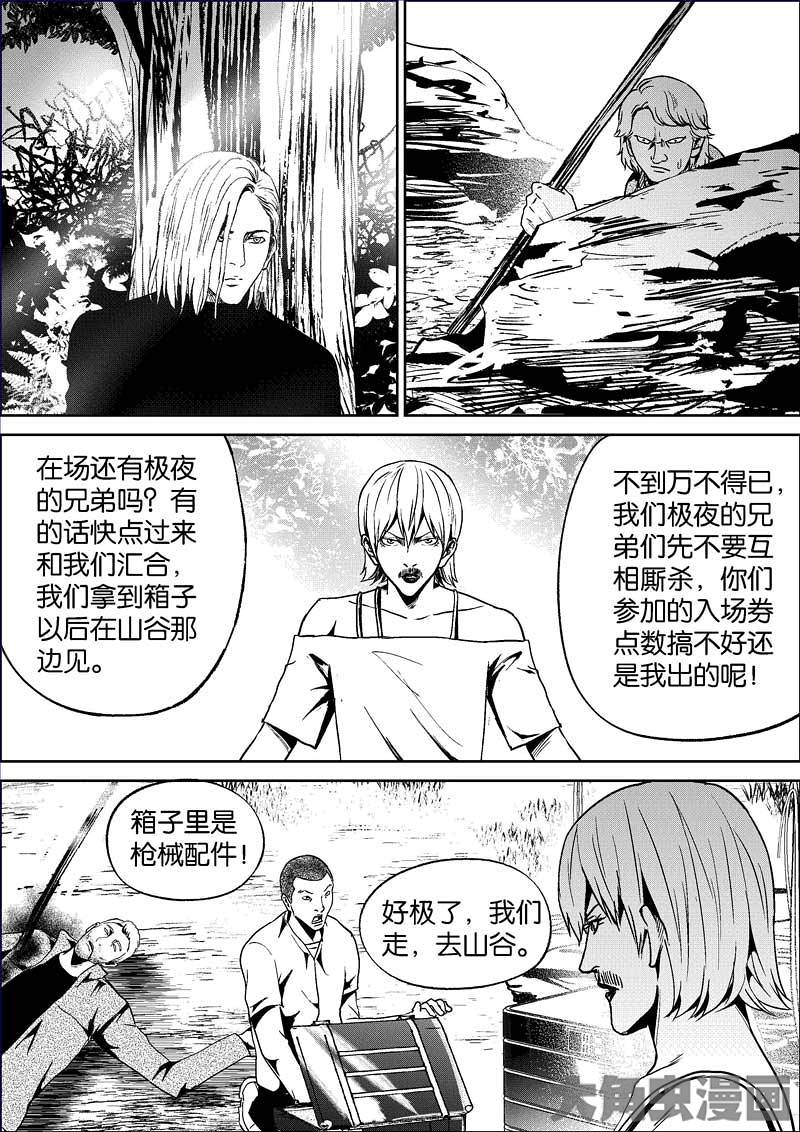 在场还有极夜
的兄弟吗？有
的话快点过来
和我们汇合，
我们拿到箱子
以后在山谷那
边见。
不到万不得已，
我们极夜的兄
弟们先不要互
相厮杀，你们
参加的入场券
点数搞不好还
是我出的呢！
箱子里是
枪械配件！
好极了，我们
走，去山谷。
大角虫漫画